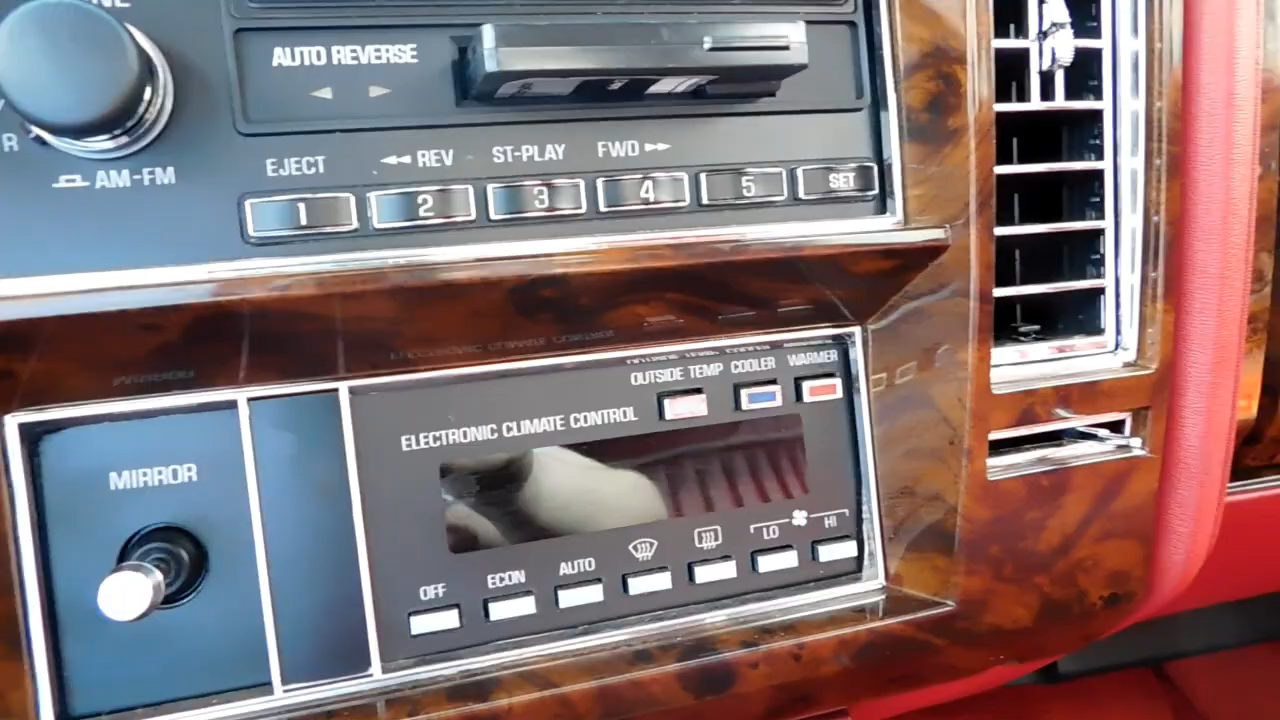 AUTO REVERSE
R
AM-FM
EJECT
REV
ST-PLAY
FWD
1
2
3
4
5
SET
OUTSIDE TEMP
COOLER
WARMER
ELECTRONIC CLIMATE CONTROL
MIRROR
OFF
ECON
AUTO
LO
HI